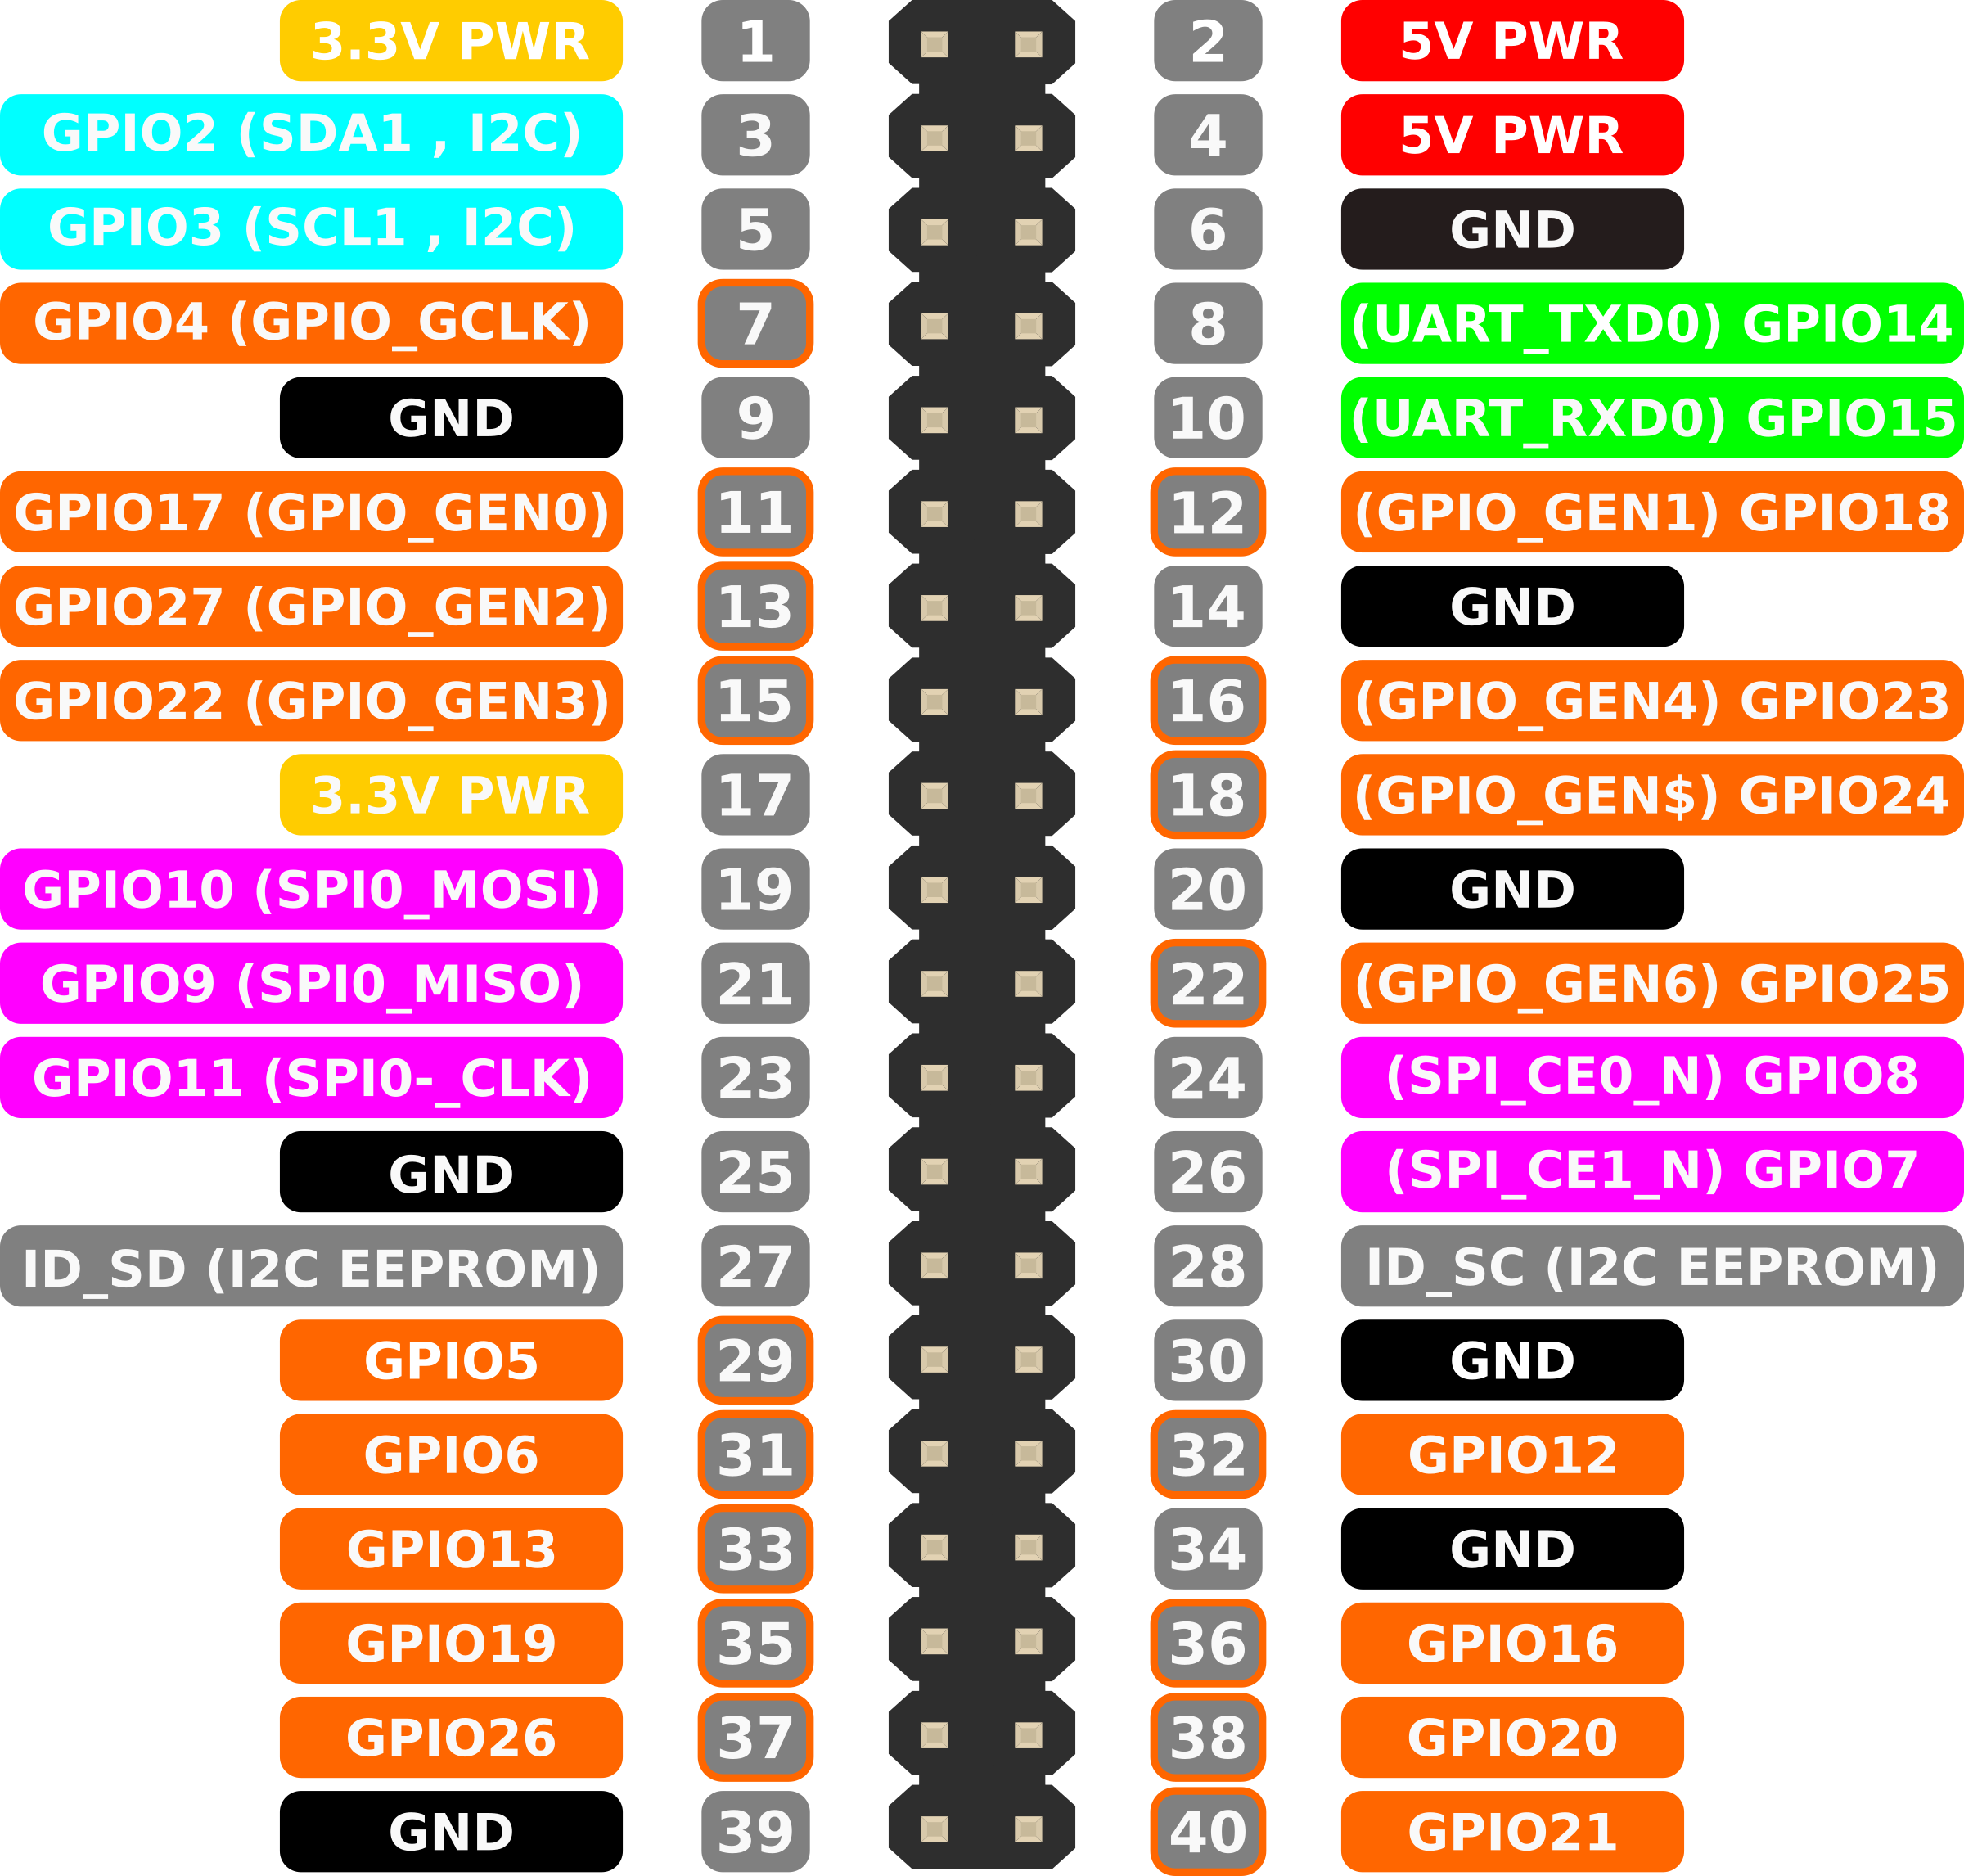 3.3V PWR 1 2 5V PWR
GPIO2 (SDA1 , I2C) 3 4 5V PWR
GPIO3 (SCL1 , I2C) 5 6 GND
GPIO4 (GPIO_GCLK) 7 8 (UART_TXD0) GPIO14
GND 9 10 (UART_RXD0) GPIO15
GPIO17 (GPIO_GEN0) 11 12 (GPIO_GEN1) GPIO18
GPIO27 (GPIO_GEN2) 13 14 GND
GPIO22 (GPIO_GEN3) 15 16 (GPIO_GEN4) GPIO23
3.3V PWR 17 18 (GPIO_GEN$) GPIO24
GPIO10 (SPI0_MOSI) 19 20 GND
GPIO9 (SPI0_MISO) 21 22 (GPIO_GEN6) GPIO25
GPIO11 (SPI0-_CLK) 23 24 (SPI_CE0_N) GPIO8
GND 25 26 (SPI_CE1_N) GPIO7
ID_SD (I2C EEPROM) 27 28 ID_SC (I2C EEPROM)
GPIO5 29 30 GND
GPIO6 31 32 GPIO12
GPIO13 33 34 GND
GPIO19 35 36 GPIO16
GPIO26 37 38 GPIO20
GND 39 40 GPIO21